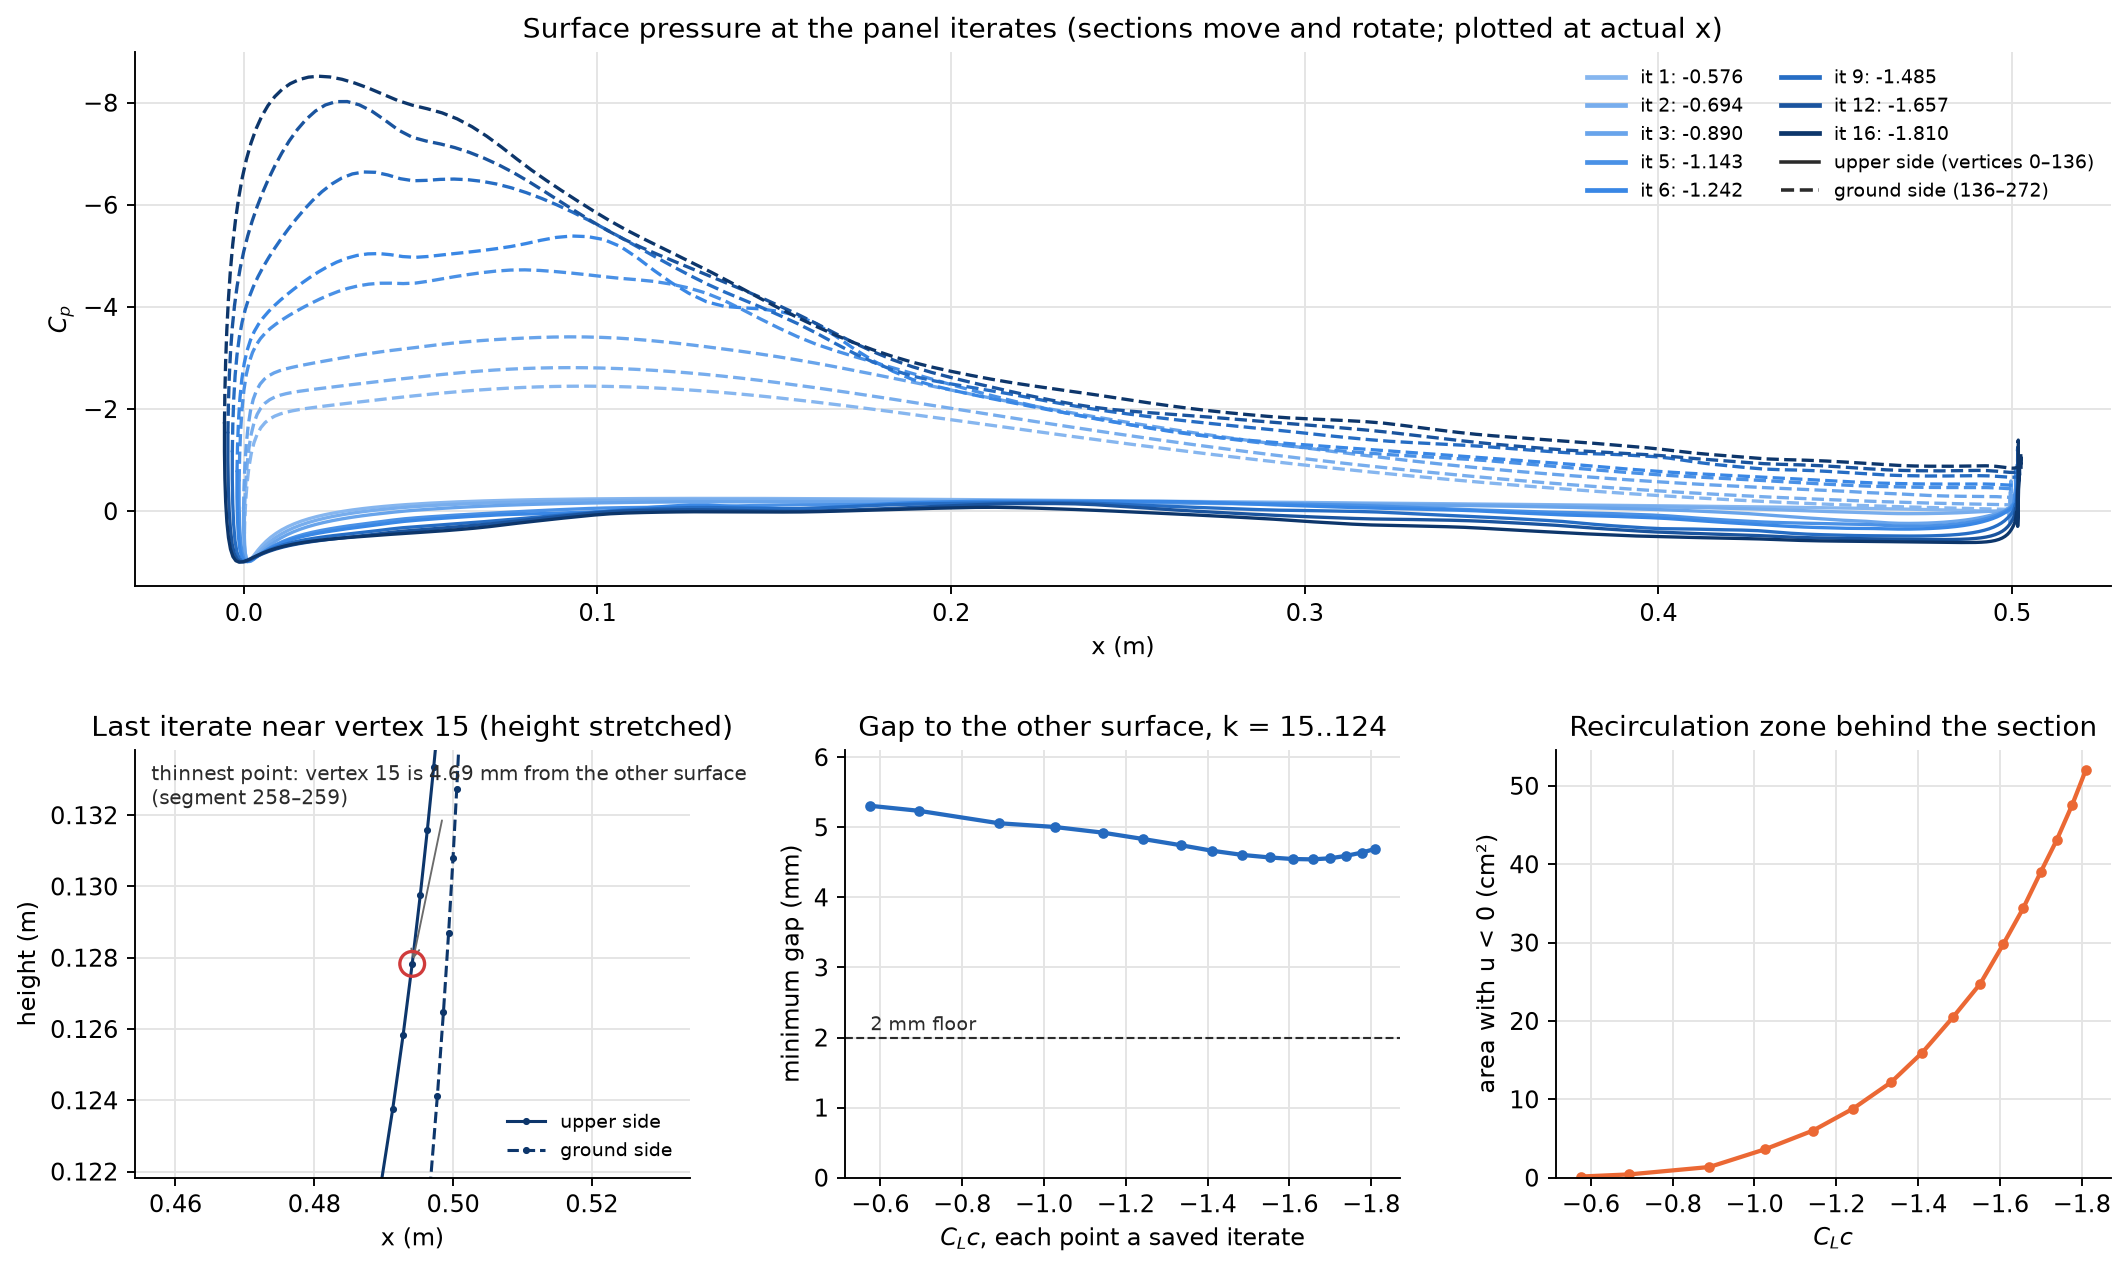 Surface pressure at the panel iterates (sections move and rotate; plotted at actual x)
it 1: -0.576
it 2: -0.694
it 3: -0.890
it 5: -1.143
it 6: -1.242
it 9: -1.485
it 12: -1.657
it 16: -1.810
upper side (vertices 0–136)
ground side (136–272)
−8
−6
−4
−2
0
Cp
0.0
0.1
0.2
0.3
0.4
0.5
x (m)
Last iterate near vertex 15 (height stretched)
thinnest point: vertex 15 is 4.69 mm from the other surface
(segment 258–259)
0.132
0.130
0.128
0.126
0.124
0.122
height (m)
upper side
ground side
0.46
0.48
0.50
0.52
x (m)
Gap to the other surface, k = 15..124
6
5
4
3
2
1
0
minimum gap (mm)
2 mm floor
−0.6
−0.8
−1.0
−1.2
−1.4
−1.6
−1.8
CLc, each point a saved iterate
Recirculation zone behind the section
50
40
30
20
10
0
area with u < 0 (cm²)
−0.6
−0.8
−1.0
−1.2
−1.4
−1.6
−1.8
CLc